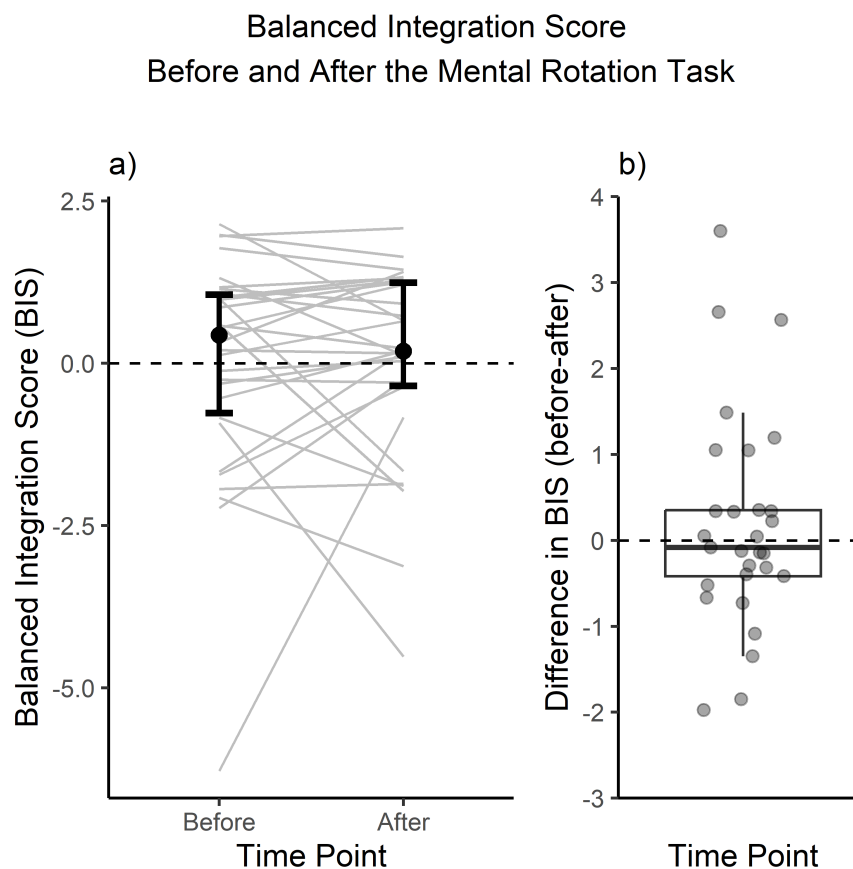 Balanced Integration Score
Before and After the Mental Rotation Task
a)
Balanced Integration Score (BIS)
2.5
0.0
-2.5
-5.0
Before
After
Time Point
b)
Difference in BIS (before-after)
4
3
2
1
0
-1
-2
-3
Time Point